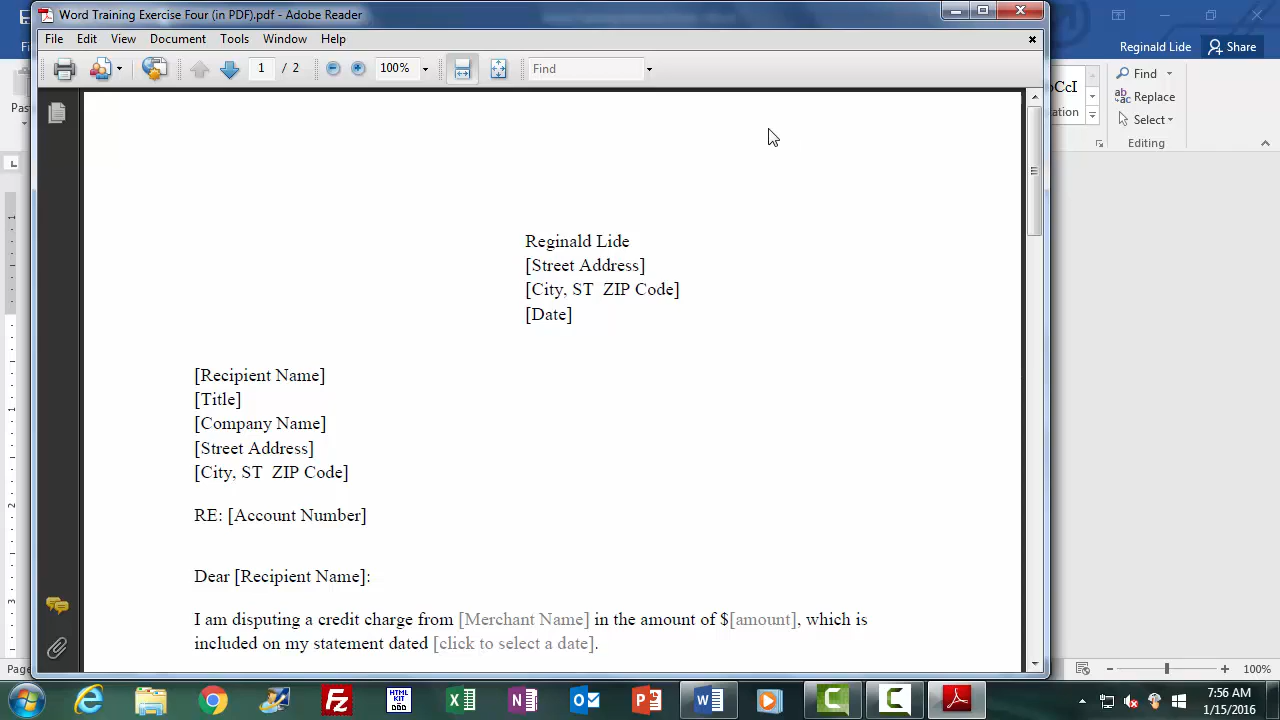 Word Training Exercise Four (in PDF).pdf - Adobe Reader
File Edit View Document Tools Window Help
1 / 2 100% Find
Reginald Lide Share
Find
Replace
Select
Editing
Reginald Lide
[Street Address]
[City, ST  ZIP Code]
[Date]
[Recipient Name]
[Title]
[Company Name]
[Street Address]
[City, ST  ZIP Code]
RE: [Account Number]
Dear [Recipient Name]:
I am disputing a credit charge from [Merchant Name] in the amount of $[amount], which is
included on my statement dated [click to select a date].
100%
7:56 AM
1/15/2016